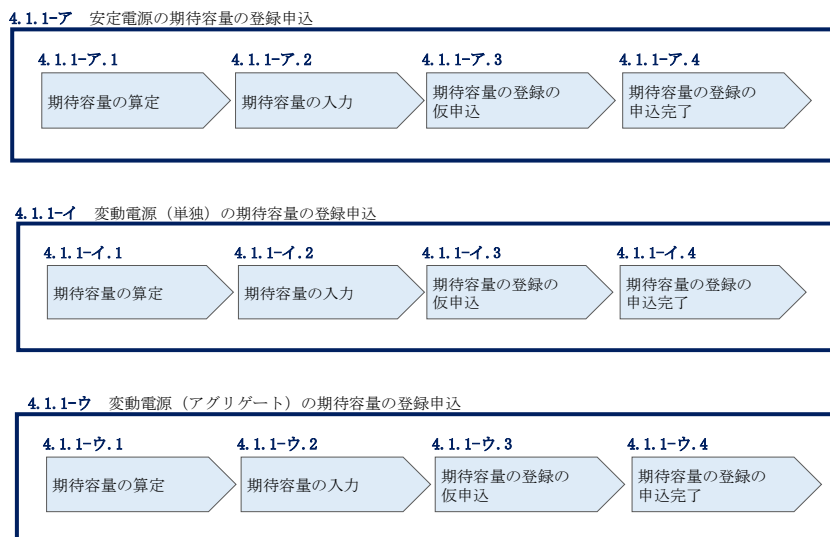 4.1.1-ア 安定電源の期待容量の登録申込
4.1.1-ア.1
4.1.1-ア.2
4.1.1-ア.3
4.1.1-ア.4
期待容量の算定
期待容量の入力
期待容量の登録の
仮申込
期待容量の登録の
申込完了
4.1.1-イ 変動電源（単独）の期待容量の登録申込
4.1.1-イ.1
4.1.1-イ.2
4.1.1-イ.3
4.1.1-イ.4
期待容量の算定
期待容量の入力
期待容量の登録の
仮申込
期待容量の登録の
申込完了
4.1.1-ウ 変動電源（アグリゲート）の期待容量の登録申込
4.1.1-ウ.1
4.1.1-ウ.2
4.1.1-ウ.3
4.1.1-ウ.4
期待容量の算定
期待容量の入力
期待容量の登録の
仮申込
期待容量の登録の
申込完了